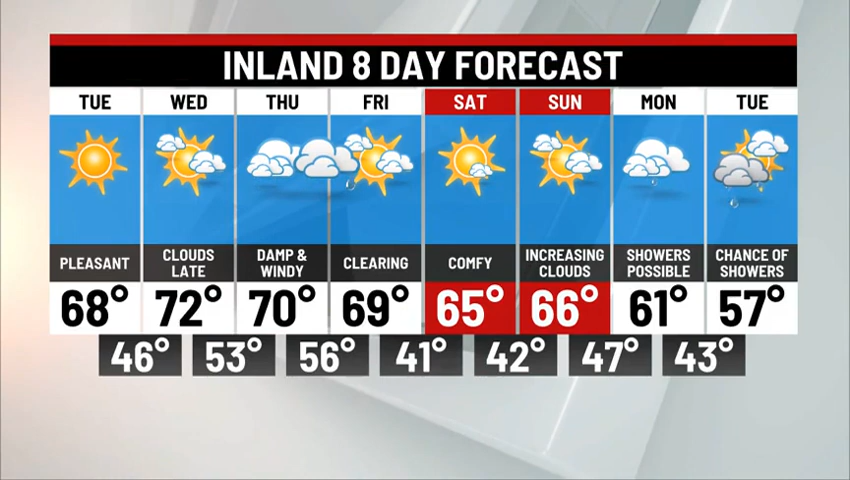 INLAND 8 DAY FORECAST
TUE WED THU FRI SAT SUN MON TUE
PLEASANT
CLOUDS
LATE
DAMP &
WINDY
CLEARING
COMFY
INCREASING
CLOUDS
SHOWERS
POSSIBLE
CHANCE OF
SHOWERS
68° 72° 70° 69° 65° 66° 61° 57°
46° 53° 56° 41° 42° 47° 43°